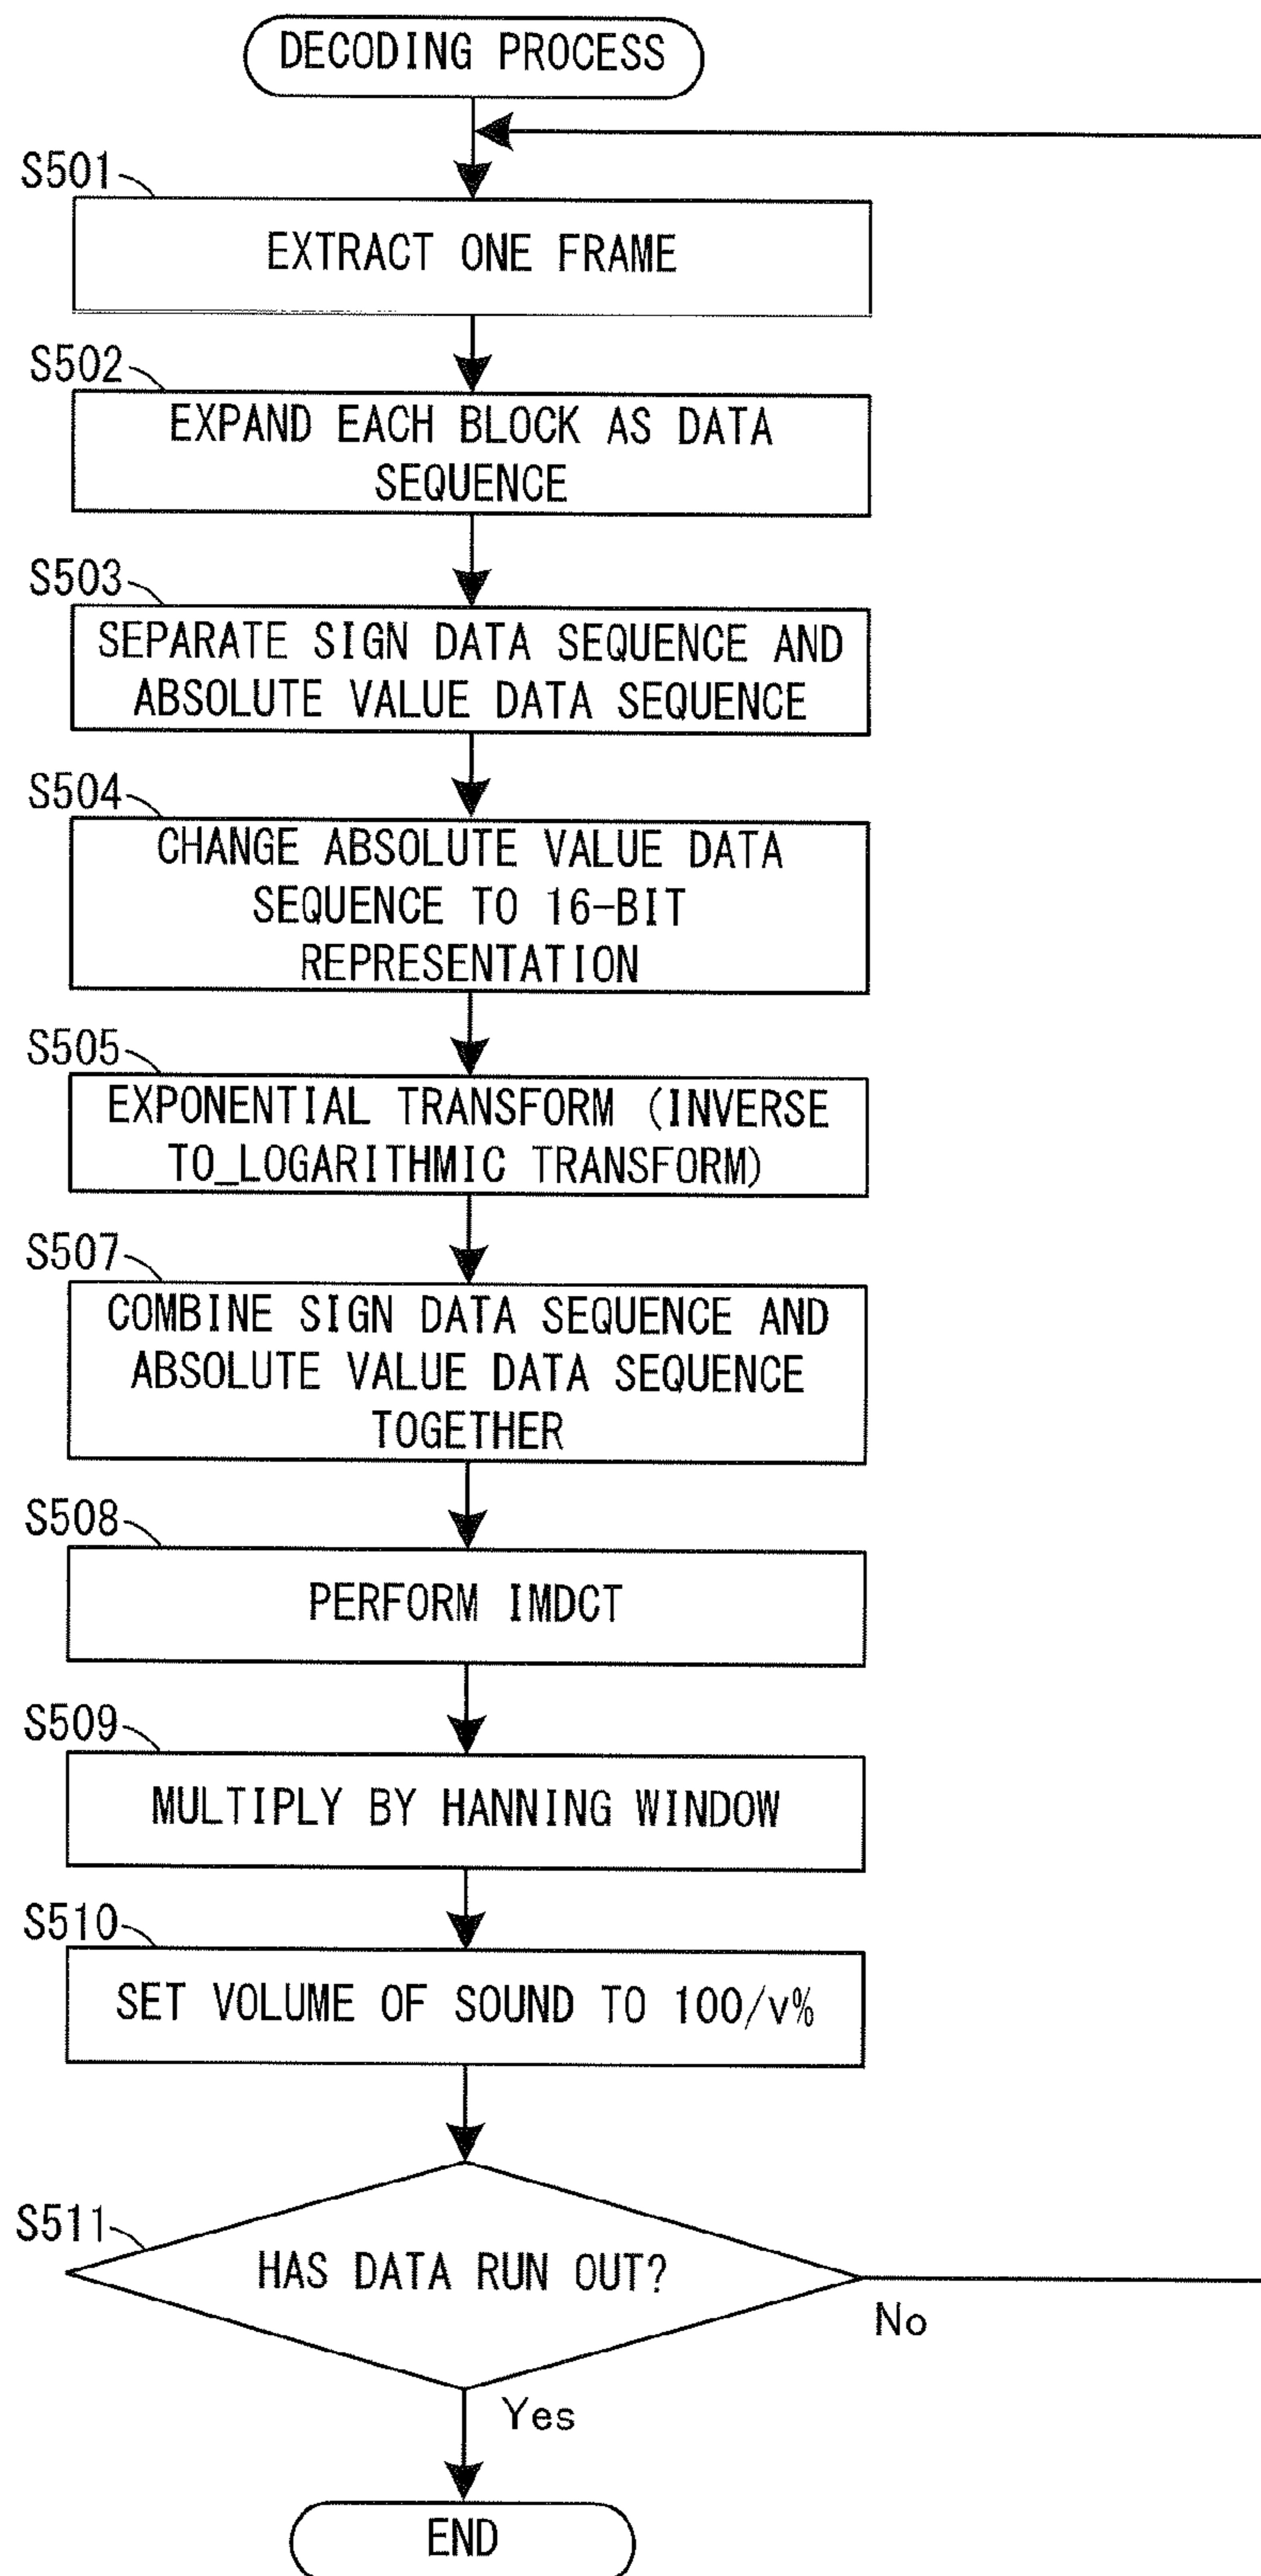 DECODING PROCESS
S501
EXTRACT ONE FRAME
S502
EXPAND EACH BLOCK AS DATA
SEQUENCE
S503
SEPARATE SIGN DATA SEQUENCE AND
ABSOLUTE VALUE DATA SEQUENCE
S504
CHANGE ABSOLUTE VALUE DATA
SEQUENCE TO 16-BIT
REPRESENTATION
S505
EXPONENTIAL TRANSFORM (INVERSE
TO_LOGARITHMIC TRANSFORM)
S507
COMBINE SIGN DATA SEQUENCE AND
ABSOLUTE VALUE DATA SEQUENCE
TOGETHER
S508
PERFORM IMDCT
S509
MULTIPLY BY HANNING WINDOW
S510
SET VOLUME OF SOUND TO 100/v%
S511
HAS DATA RUN OUT?
No
Yes
END